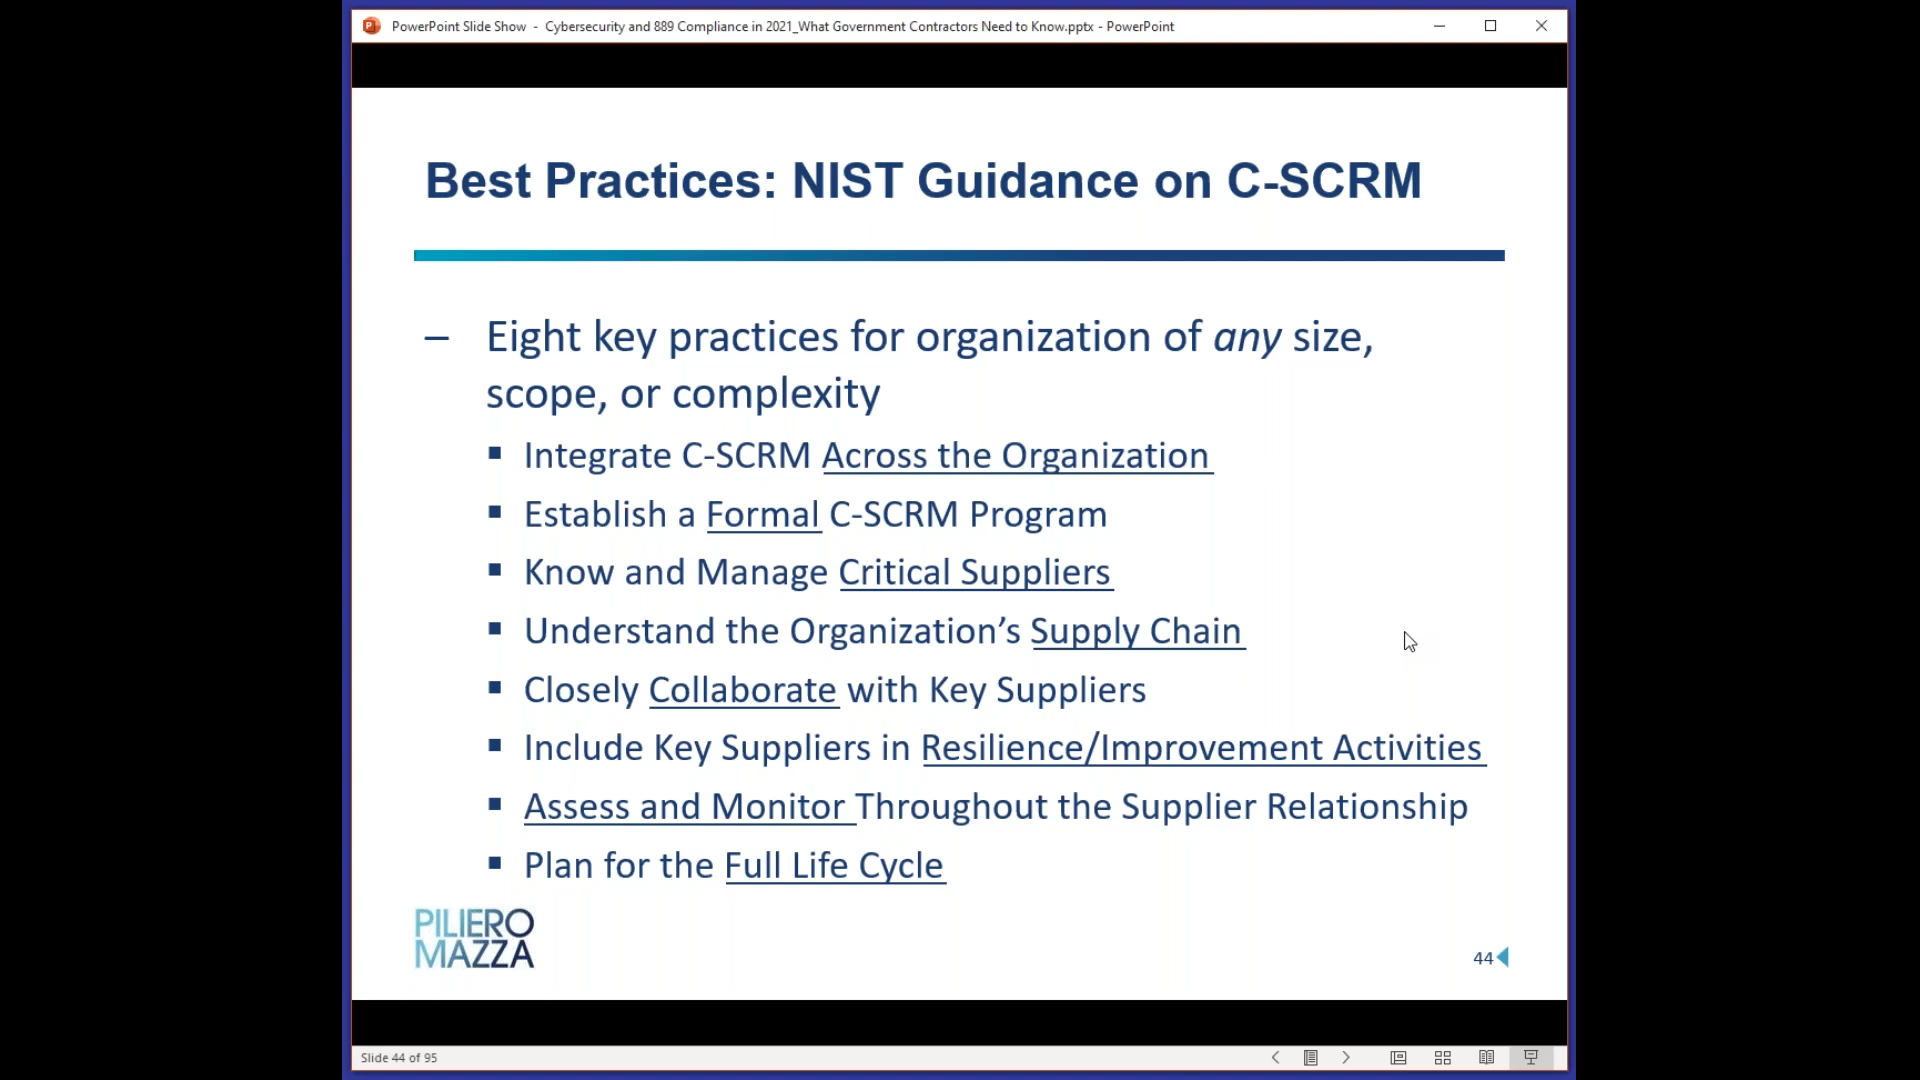 PowerPoint Slide Show - Cybersecurity and 889 Compliance in 2021_What Government Contractors Need to Know.pptx - PowerPoint
Best Practices: NIST Guidance on C-SCRM
– Eight key practices for organization of any size,
scope, or complexity
▪ Integrate C-SCRM Across the Organization
▪ Establish a Formal C-SCRM Program
▪ Know and Manage Critical Suppliers
▪ Understand the Organization’s Supply Chain
▪ Closely Collaborate with Key Suppliers
▪ Include Key Suppliers in Resilience/Improvement Activities
▪ Assess and Monitor Throughout the Supplier Relationship
▪ Plan for the Full Life Cycle
PILIERO
MAZZA
44
Slide 44 of 95